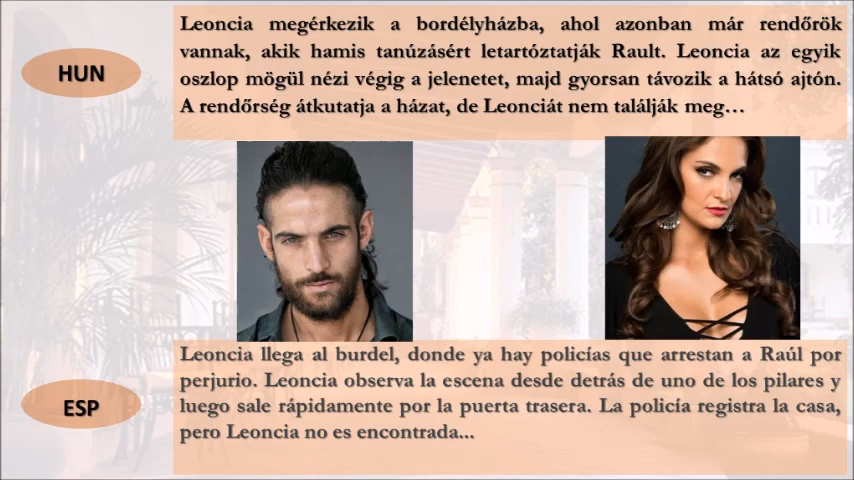 HUN
Leoncia megérkezik a bordélyházba, ahol azonban már rendőrök
vannak, akik hamis tanúzásért letartóztatják Rault. Leoncia az egyik
oszlop mögül nézi végig a jelenetet, majd gyorsan távozik a hátsó ajtón.
A rendőrség átkutatja a házat, de Leonciát nem találják meg…
ESP
Leoncia llega al burdel, donde ya hay policías que arrestan a Raúl por
perjurio. Leoncia observa la escena desde detrás de uno de los pilares y
luego sale rápidamente por la puerta trasera. La policía registra la casa,
pero Leoncia no es encontrada...